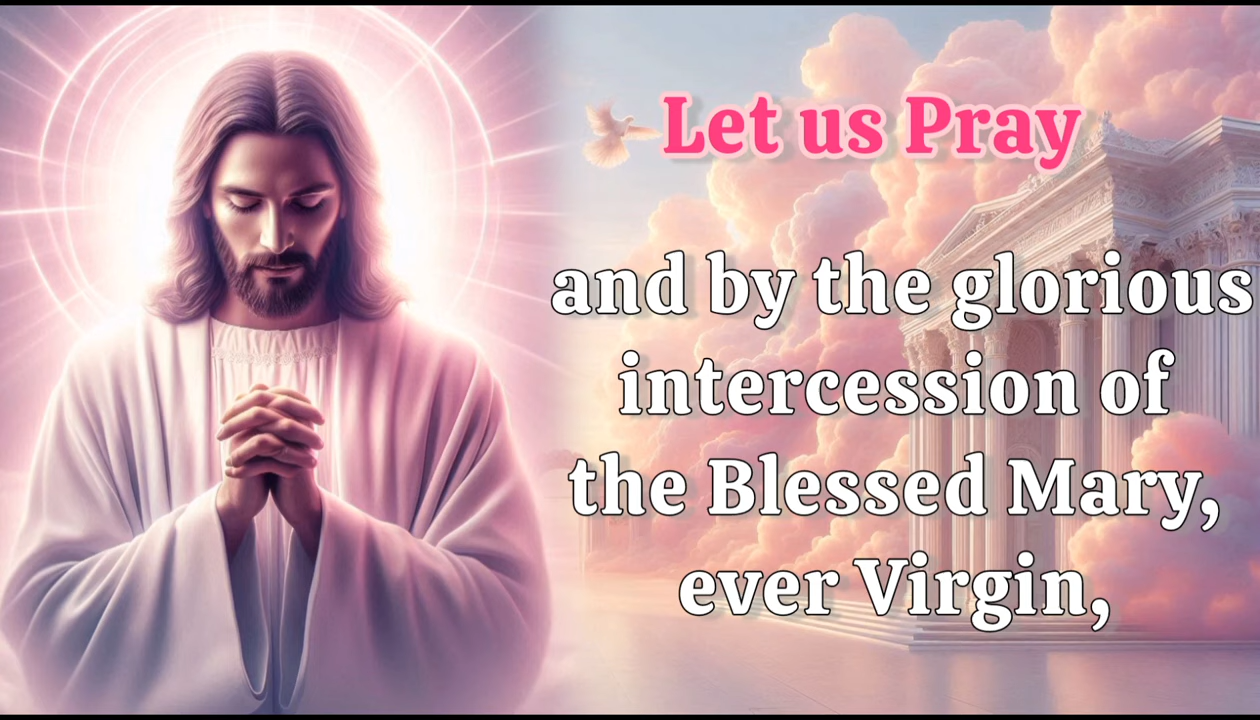 Let us Pray
and by the glorious
intercession of
the Blessed Mary,
ever Virgin,